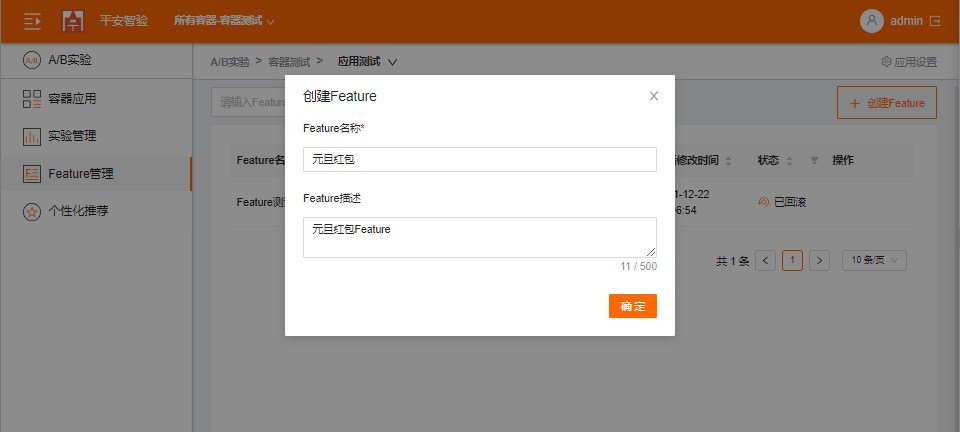 平安智验
所有容器-容器测试
admin
A/B
A/B实验
容器应用
实验管理
Feature管理
个性化推荐
A/B实验 > 容器测试 > 应用测试
应用设置
请输入Feature
+ 创建Feature
创建Feature
Feature名称*
元旦红包
Feature描述
元旦红包Feature
11 / 500
确 定
Feature名
修改时间
状态
操作
Feature测
1-12-22
6:54
已回滚
共 1 条
1
10 条/页